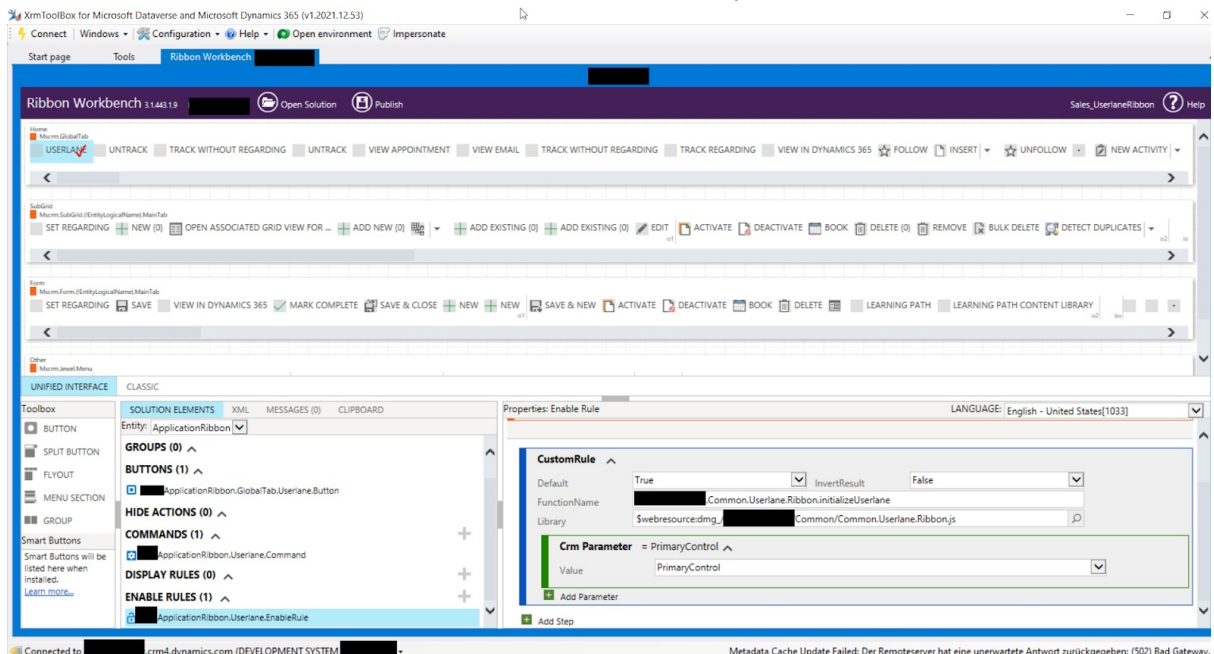 XrmToolBox for Microsoft Dataverse and Microsoft Dynamics 365 (v1.2021.12.53)
Connect Windows Configuration Help Open environment Impersonate
Start page Tools Ribbon Workbench
Ribbon Workbench 3.1.443.1.9 Open Solution Publish Sales_UserlaneRibbon Help
Home
Mscrm.GlobalTab
USERLANE UNTRACK TRACK WITHOUT REGARDING UNTRACK VIEW APPOINTMENT VIEW EMAIL TRACK WITHOUT REGARDING TRACK REGARDING VIEW IN DYNAMICS 365 FOLLOW INSERT UNFOLLOW NEW ACTIVITY
SubGrid
Mscrm.SubGrid.{!EntityLogicalName}.MainTab
SET REGARDING NEW {0} OPEN ASSOCIATED GRID VIEW FOR ... ADD NEW {0} ADD EXISTING {0} ADD EXISTING {0} EDIT ACTIVATE DEACTIVATE BOOK DELETE {0} REMOVE BULK DELETE DETECT DUPLICATES
Form
Mscrm.Form.{!EntityLogicalName}.MainTab
SET REGARDING SAVE VIEW IN DYNAMICS 365 MARK COMPLETE SAVE & CLOSE NEW NEW SAVE & NEW ACTIVATE DEACTIVATE BOOK DELETE LEARNING PATH LEARNING PATH CONTENT LIBRARY
Other
Mscrm.Jewel.Menu
UNIFIED INTERFACE CLASSIC
Toolbox
BUTTON
SPLIT BUTTON
FLYOUT
MENU SECTION
GROUP
Smart Buttons
Smart Buttons will be
listed here when
installed.
Learn more...
SOLUTION ELEMENTS XML MESSAGES (0) CLIPBOARD
Entity: ApplicationRibbon
GROUPS (0)
BUTTONS (1)
ApplicationRibbon.GlobalTab.Userlane.Button
HIDE ACTIONS (0)
COMMANDS (1)
ApplicationRibbon.Userlane.Command
DISPLAY RULES (0)
ENABLE RULES (1)
ApplicationRibbon.Userlane.EnableRule
Properties: Enable Rule LANGUAGE: English - United States[1033]
CustomRule
Default True InvertResult False
FunctionName .Common.Userlane.Ribbon.initializeUserlane
Library $webresource:dmg_/ Common/Common.Userlane.Ribbon.js
Crm Parameter = PrimaryControl
Value PrimaryControl
Add Parameter
Add Step
Connected to .crm4.dynamics.com (DEVELOPMENT SYSTEM Metadata Cache Update Failed: Der Remoteserver hat eine unerwartete Antwort zurückgegeben: (502) Bad Gateway.